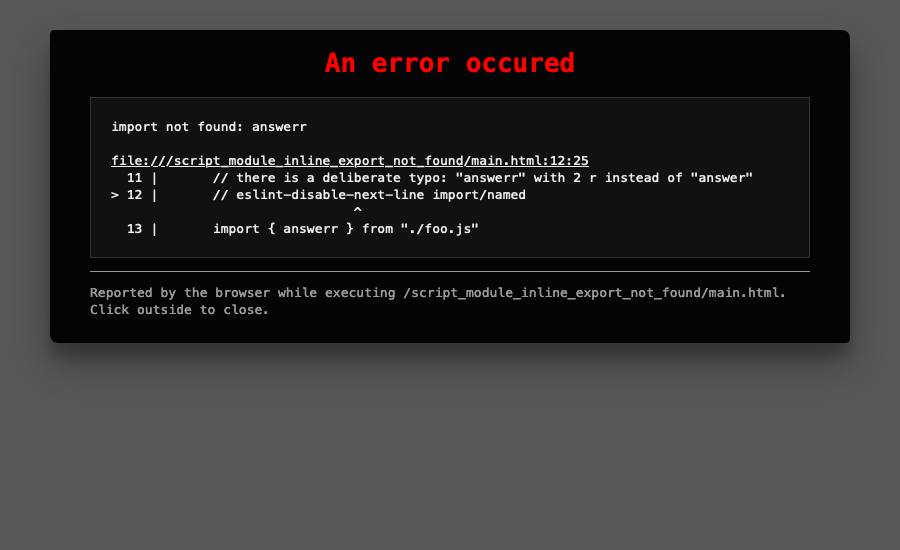 An error occured
import not found: answerr
file:///script_module_inline_export_not_found/main.html:12:25
  11 |       // there is a deliberate typo: "answerr" with 2 r instead of "answer"
> 12 |       // eslint-disable-next-line import/named
                               ^
  13 |       import { answerr } from "./foo.js"
Reported by the browser while executing /script_module_inline_export_not_found/main.html.
Click outside to close.